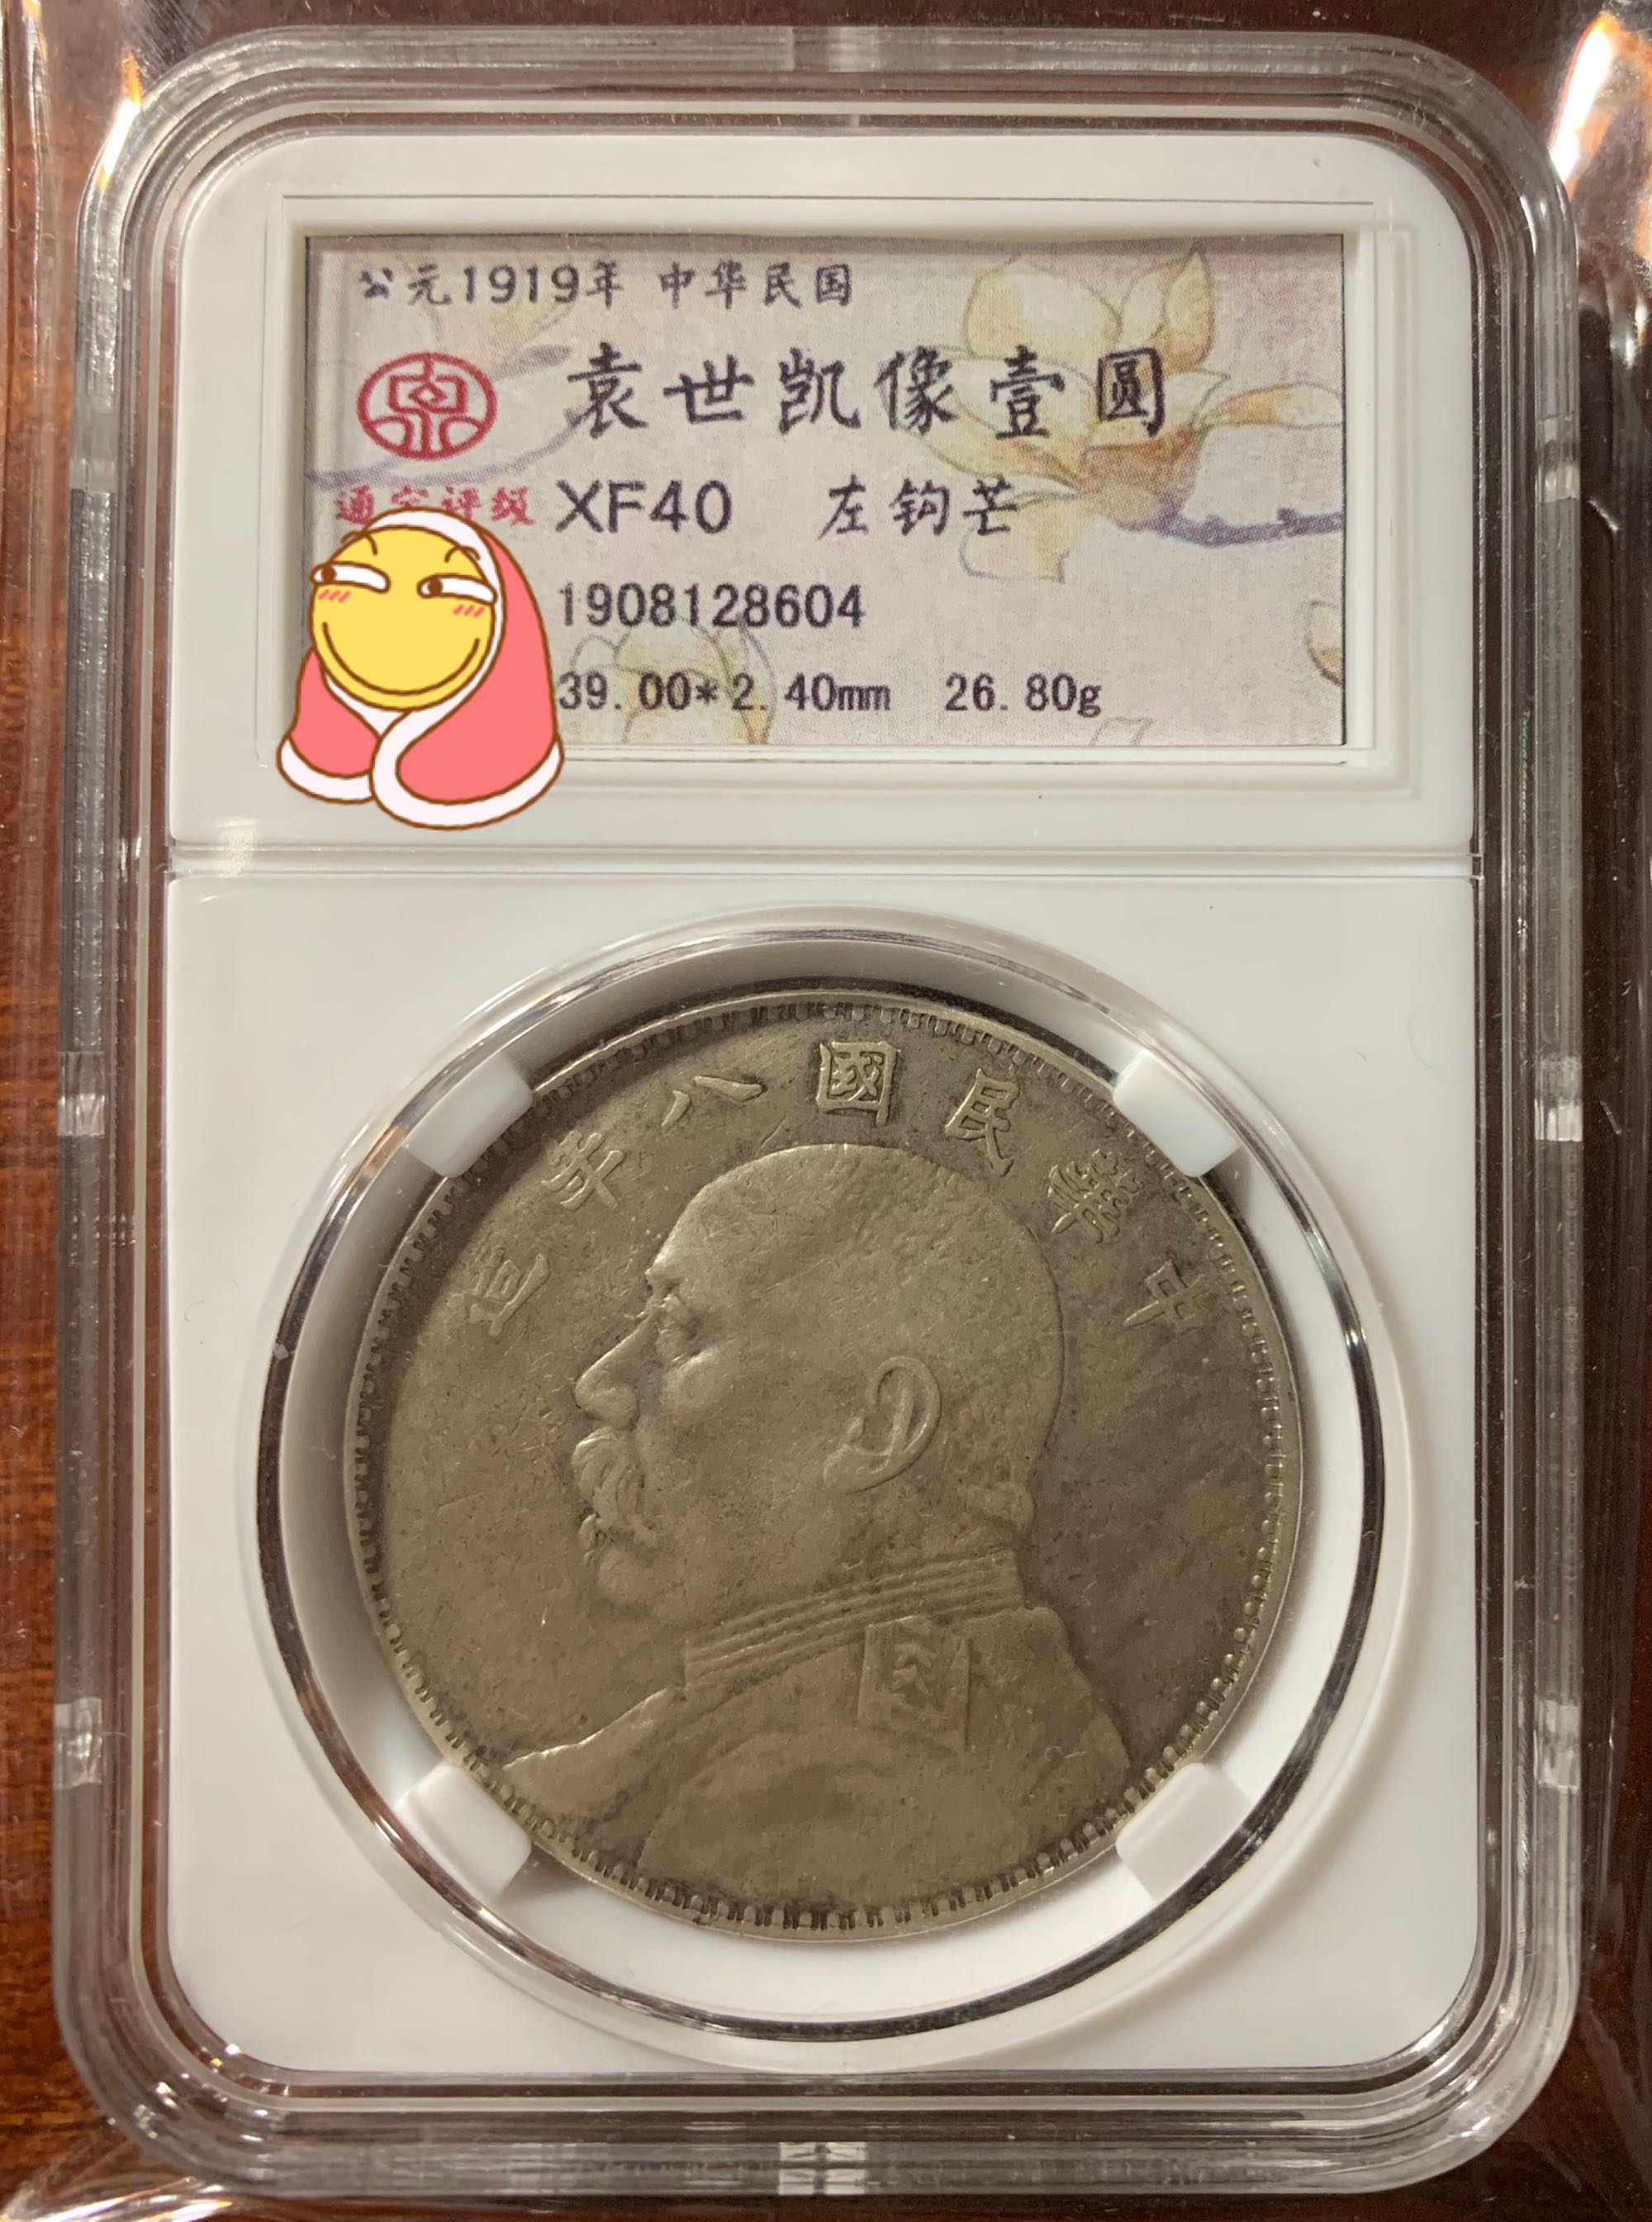 公元1919年 中华民国
袁世凯像壹圆
泉
通宝评级
XF40 左钩芒
1908128604
39.00*2.40mm 26.80g
中華民國八年造